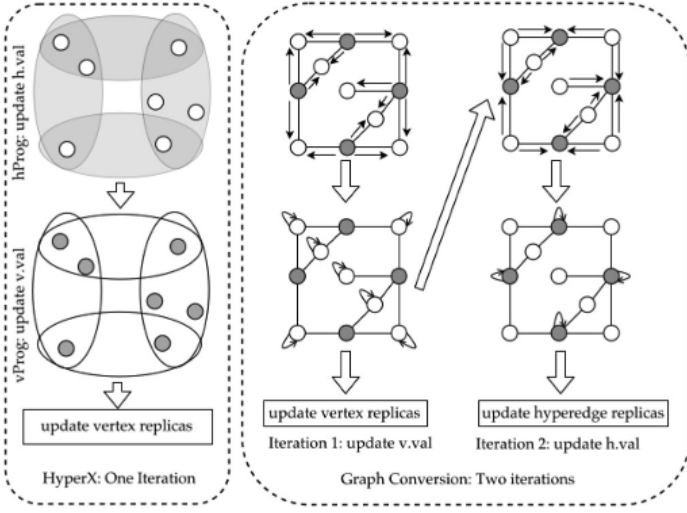 hProg: update h.val
vProg: update v.val
update vertex replicas
HyperX: One Iteration
update vertex replicas
Iteration 1: update v.val
update hyperedge replicas
Iteration 2: update h.val
Graph Conversion: Two iterations